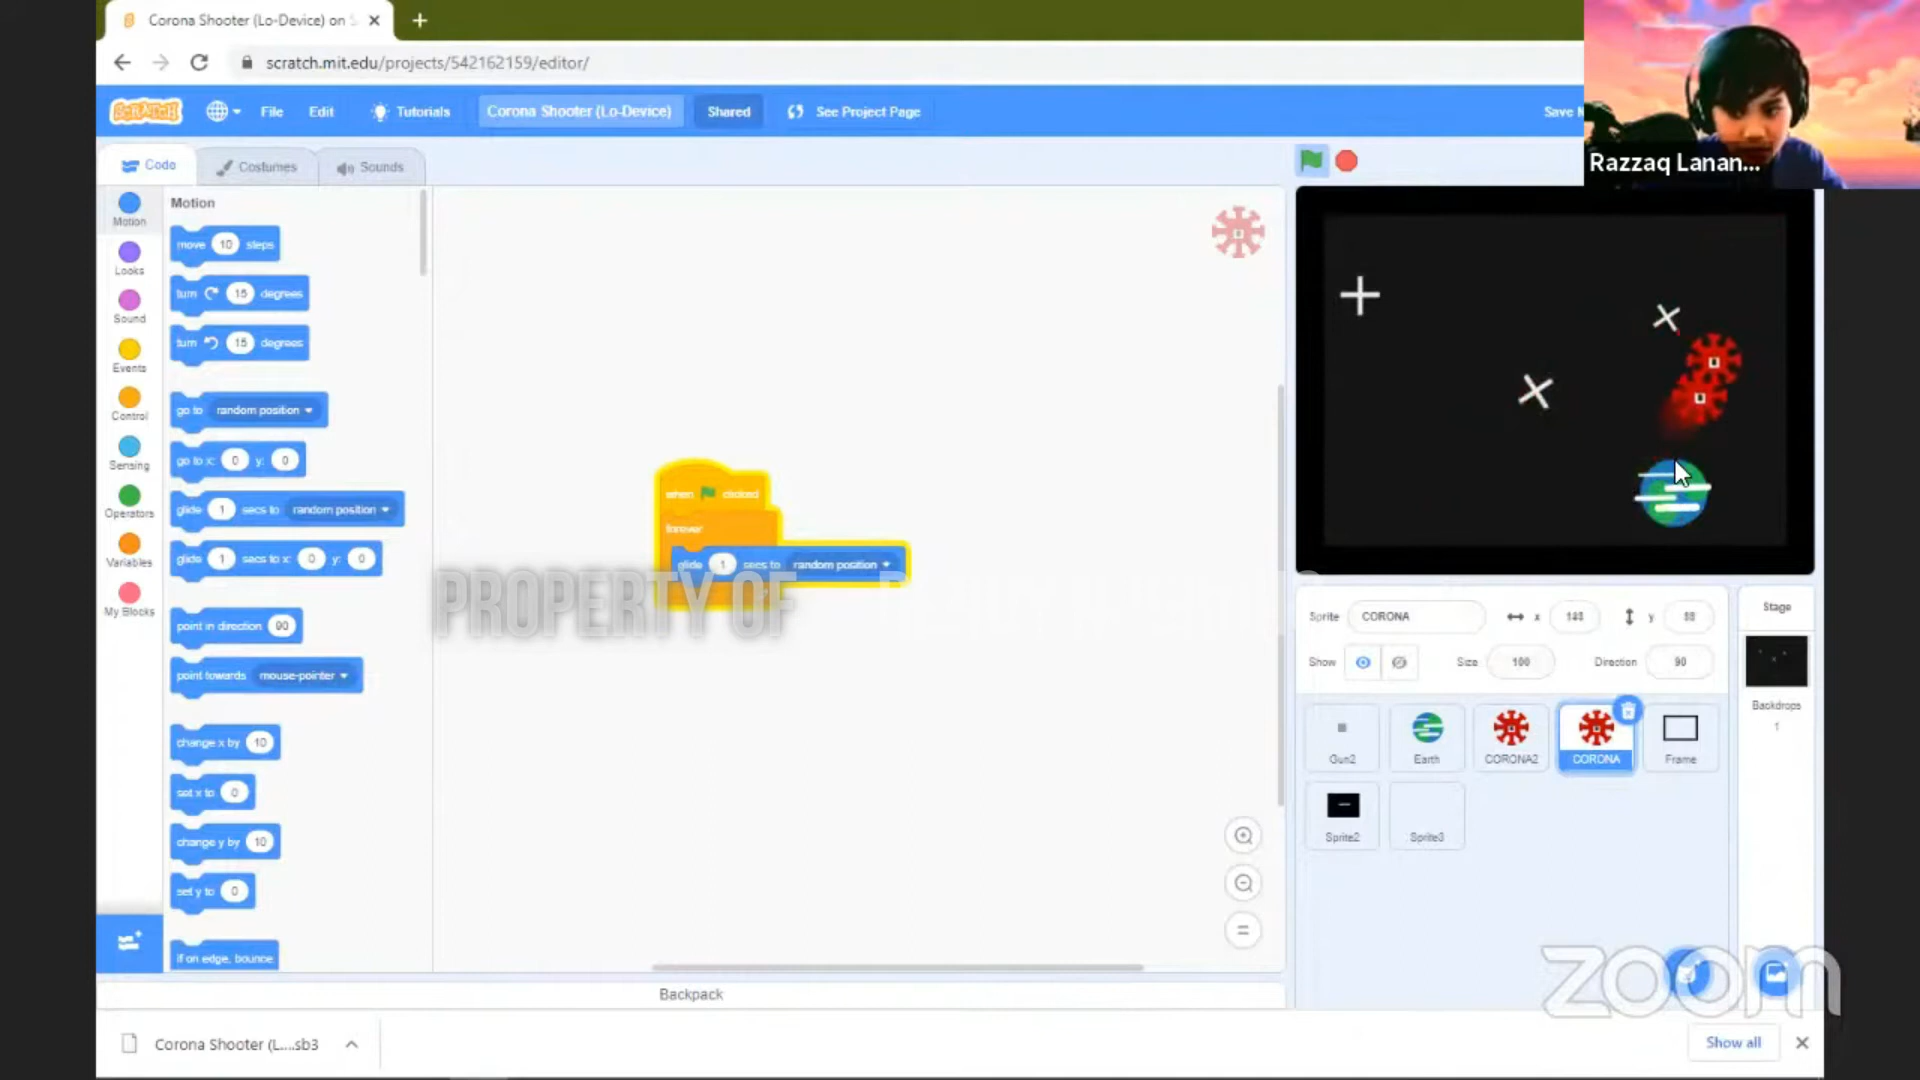 Corona Shooter (Lo-Device) on S
scratch.mit.edu/projects/542162159/editor/
SCRATCH
File
Edit
Tutorials
Corona Shooter (Lo-Device)
Shared
See Project Page
Save
Razzaq Lanan...
Code
Costumes
Sounds
Motion
Looks
Sound
Events
Control
Sensing
Operators
Variables
My Blocks
Motion
move 10 steps
turn 15 degrees
turn 15 degrees
go to random position
go to x: 0 y: 0
glide 1 secs to random position
glide 1 secs to x: 0 y: 0
point in direction 90
point towards mouse-pointer
change x by 10
set x to 0
change y by 10
set y to 0
if on edge, bounce
when clicked
forever
glide 1 secs to random position
PROPERTY OF
Sprite CORONA x y
Show Size 100 Direction 90
Gun2
Earth
CORONA2
CORONA
Frame
Sprite2
Sprite3
Stage
Backdrops
1
Backpack
zoom
Corona Shooter (L....sb3
Show all